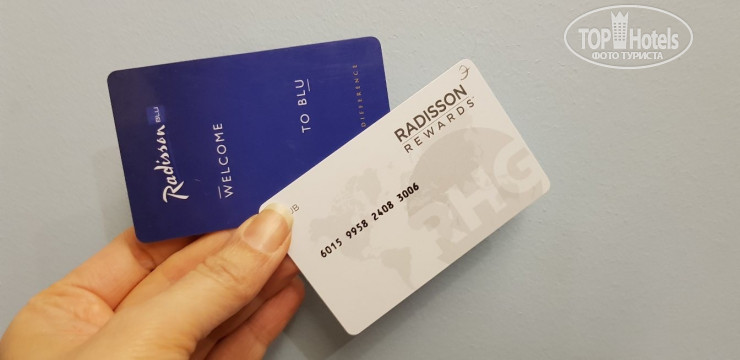 TOP Hotels
ФОТО ТУРИСТА
Radisson BLU
WELCOME
TO BLU
DIFFERENCE
RADISSON
REWARDS
RHG
6015 9958 2408 3006